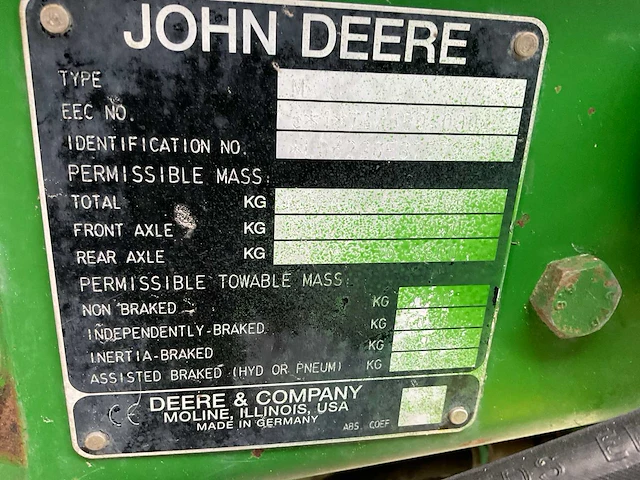 JOHN DEERE
TYPE
EEC NO.
IDENTIFICATION NO.
PERMISSIBLE MASS:
TOTAL KG
FRONT AXLE KG
REAR AXLE KG
PERMISSIBLE TOWABLE MASS:
NON BRAKED KG
INDEPENDENTLY-BRAKED KG
INERTIA-BRAKED KG
ASSISTED BRAKED (HYD OR PNEUM) KG
CE DEERE & COMPANY
MOLINE, ILLINOIS, USA
MADE IN GERMANY
ABS. COEF